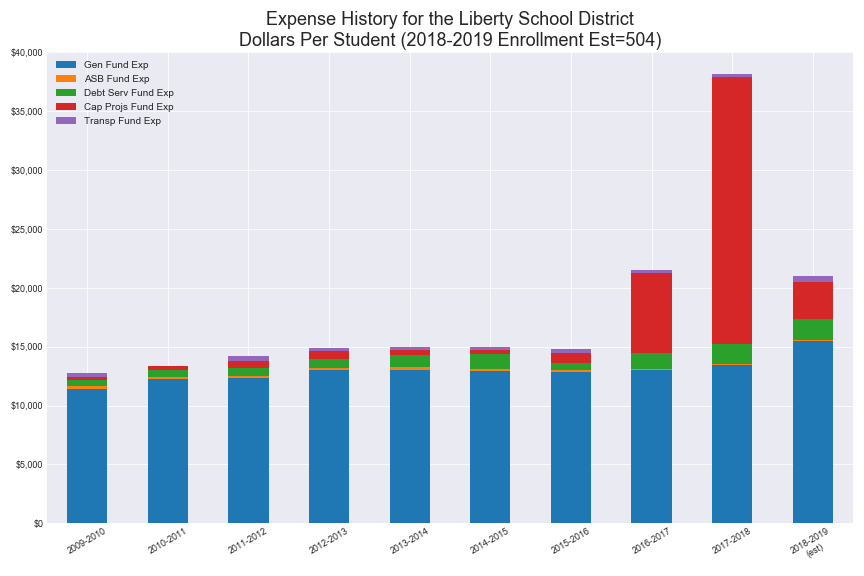 Expense History for the Liberty School District
Dollars Per Student (2018-2019 Enrollment Est=504)
$40,000
$35,000
$30,000
$25,000
$20,000
$15,000
$10,000
$5,000
$0
Gen Fund Exp
ASB Fund Exp
Debt Serv Fund Exp
Cap Projs Fund Exp
Transp Fund Exp
2009-2010
2010-2011
2011-2012
2012-2013
2013-2014
2014-2015
2015-2016
2016-2017
2017-2018
2018-2019
(est)